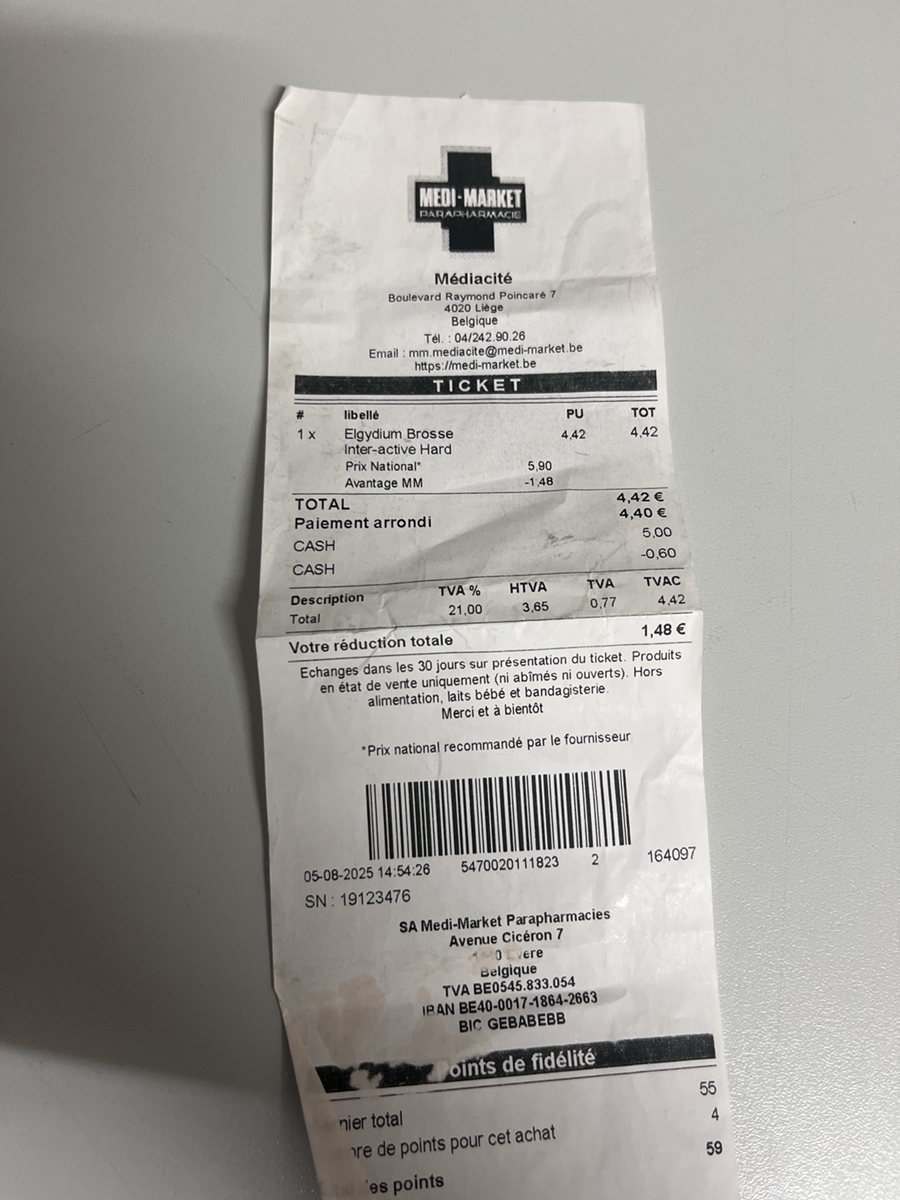 MEDI-MARKET
PARAPHARMACIE
Médiacité
Boulevard Raymond Poincaré 7
4020 Liège
Belgique
Tél. : 04/242.90.26
Email : mm.mediacite@medi-market.be
https://medi-market.be
TICKET
# libellé PU TOT
1 x Elgydium Brosse 4,42 4,42
Inter-active Hard
Prix National* 5,90
Avantage MM -1,48
TOTAL 4,42 €
Paiement arrondi 4,40 €
CASH 5,00
CASH -0,60
Description TVA % HTVA TVA TVAC
Total 21,00 3,65 0,77 4,42
Votre réduction totale 1,48 €
Echanges dans les 30 jours sur présentation du ticket. Produits
en état de vente uniquement (ni abîmés ni ouverts). Hors
alimentation, laits bébé et bandagisterie.
Merci et à bientôt
*Prix national recommandé par le fournisseur
05-08-2025 14:54:26 5470020111823 2 164097
SN : 19123476
SA Medi-Market Parapharmacies
Avenue Cicéron 7
Belgique
TVA BE0545.833.054
IBAN BE40-0017-1864-2663
BIC GEBABEBB
oints de fidélité
nier total 55
de points pour cet achat 4
es points 59